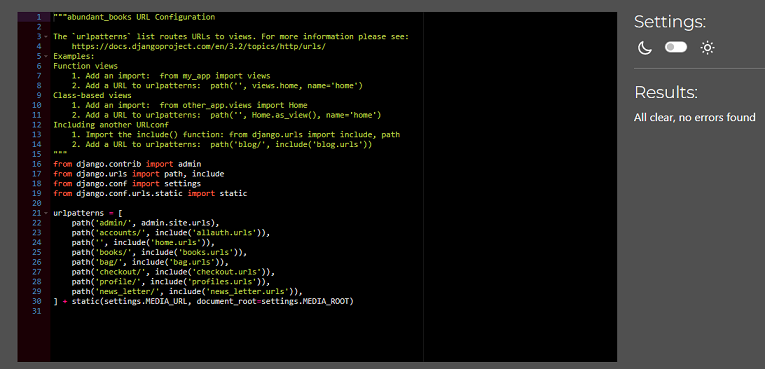 1 """abundant_books URL Configuration
2
3 The `urlpatterns` list routes URLs to views. For more information please see:
4     https://docs.djangoproject.com/en/3.2/topics/http/urls/
5 Examples:
6 Function views
7     1. Add an import:  from my_app import views
8     2. Add a URL to urlpatterns:  path('', views.home, name='home')
9 Class-based views
10     1. Add an import:  from other_app.views import Home
11     2. Add a URL to urlpatterns:  path('', Home.as_view(), name='home')
12 Including another URLconf
13     1. Import the include() function: from django.urls import include, path
14     2. Add a URL to urlpatterns:  path('blog/', include('blog.urls'))
15 """
16 from django.contrib import admin
17 from django.urls import path, include
18 from django.conf import settings
19 from django.conf.urls.static import static
20
21 urlpatterns = [
22     path('admin/', admin.site.urls),
23     path('accounts/', include('allauth.urls')),
24     path('', include('home.urls')),
25     path('books/', include('books.urls')),
26     path('bag/', include('bag.urls')),
27     path('checkout/', include('checkout.urls')),
28     path('profile/', include('profiles.urls')),
29     path('news_letter/', include('news_letter.urls')),
30 ] + static(settings.MEDIA_URL, document_root=settings.MEDIA_ROOT)
31
Settings:
Results:
All clear, no errors found